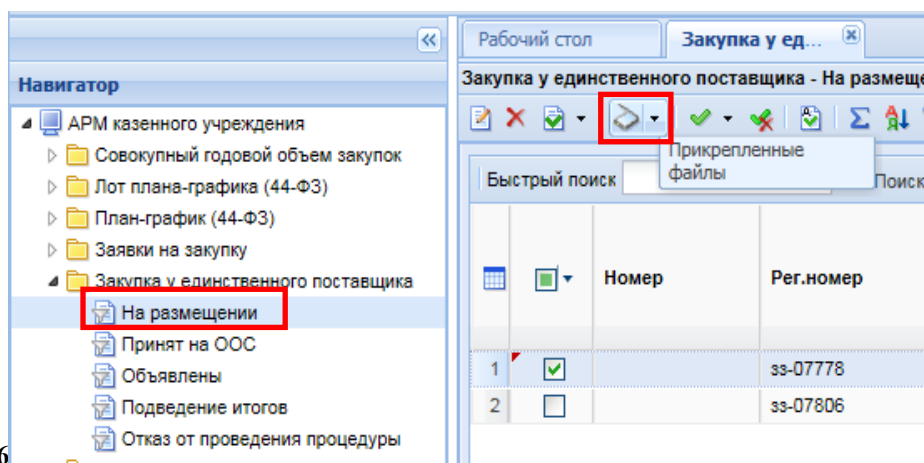 Рабочий стол
Закупка у ед...
Навигатор
Закупка у единственного поставщика - На размеще
АРМ казенного учреждения
Совокупный годовой объем закупок
Лот плана-графика (44-ФЗ)
План-график (44-ФЗ)
Заявки на закупку
Закупка у единственного поставщика
На размещении
Принят на ООС
Объявлены
Подведение итогов
Отказ от проведения процедуры
Прикрепленные
файлы
Быстрый поиск
Поиск
Номер
Рег.номер
1
зз-07778
2
зз-07806
6